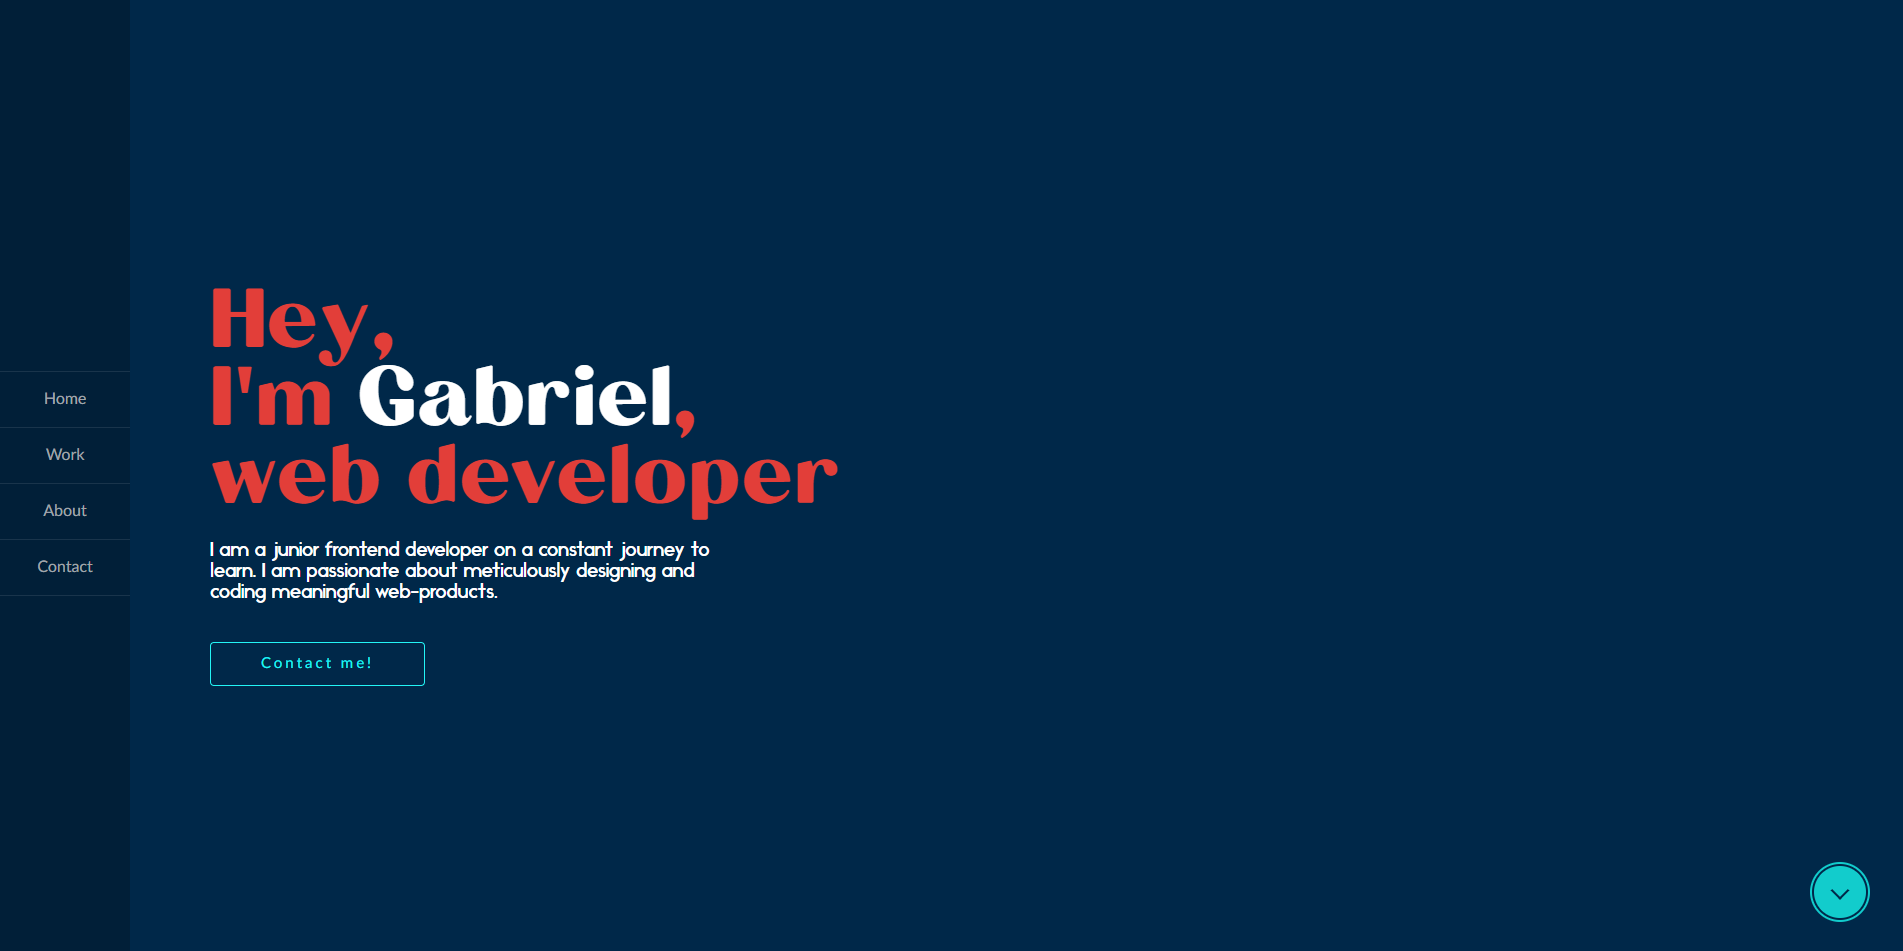 Home
Work
About
Contact
Hey,
I'm Gabriel,
web developer
I am a junior frontend developer on a constant journey to
learn. I am passionate about meticulously designing and
coding meaningful web-products.
Contact me!